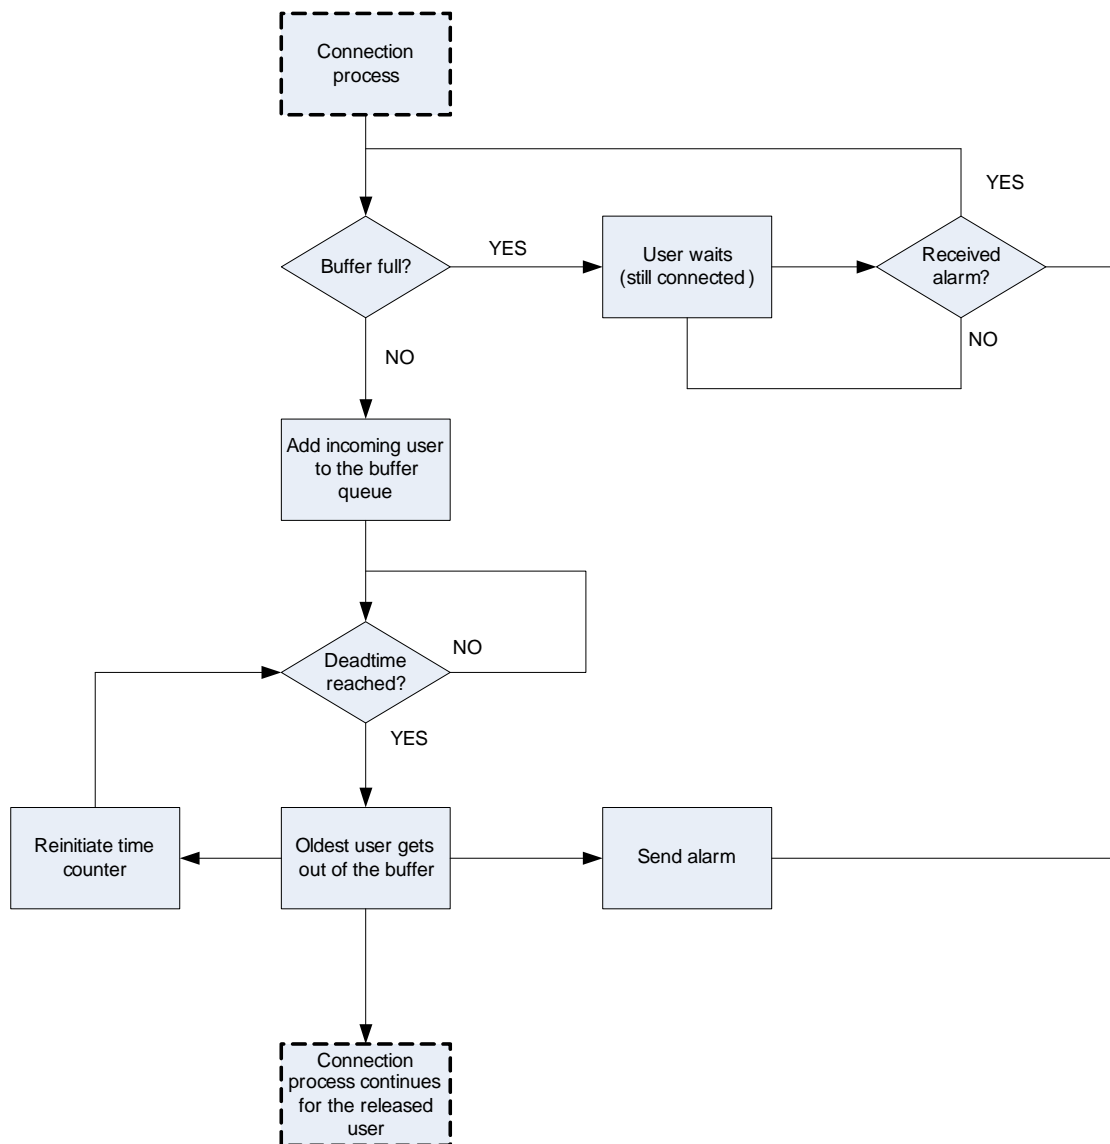 Connection
process
YES
Buffer full?
YES
User waits
(still connected)
Received
alarm?
NO
NO
Add incoming user
to the buffer
queue
Deadtime
reached?
NO
YES
Reinitiate time
counter
Oldest user gets
out of the buffer
Send alarm
Connection
process continues
for the released
user